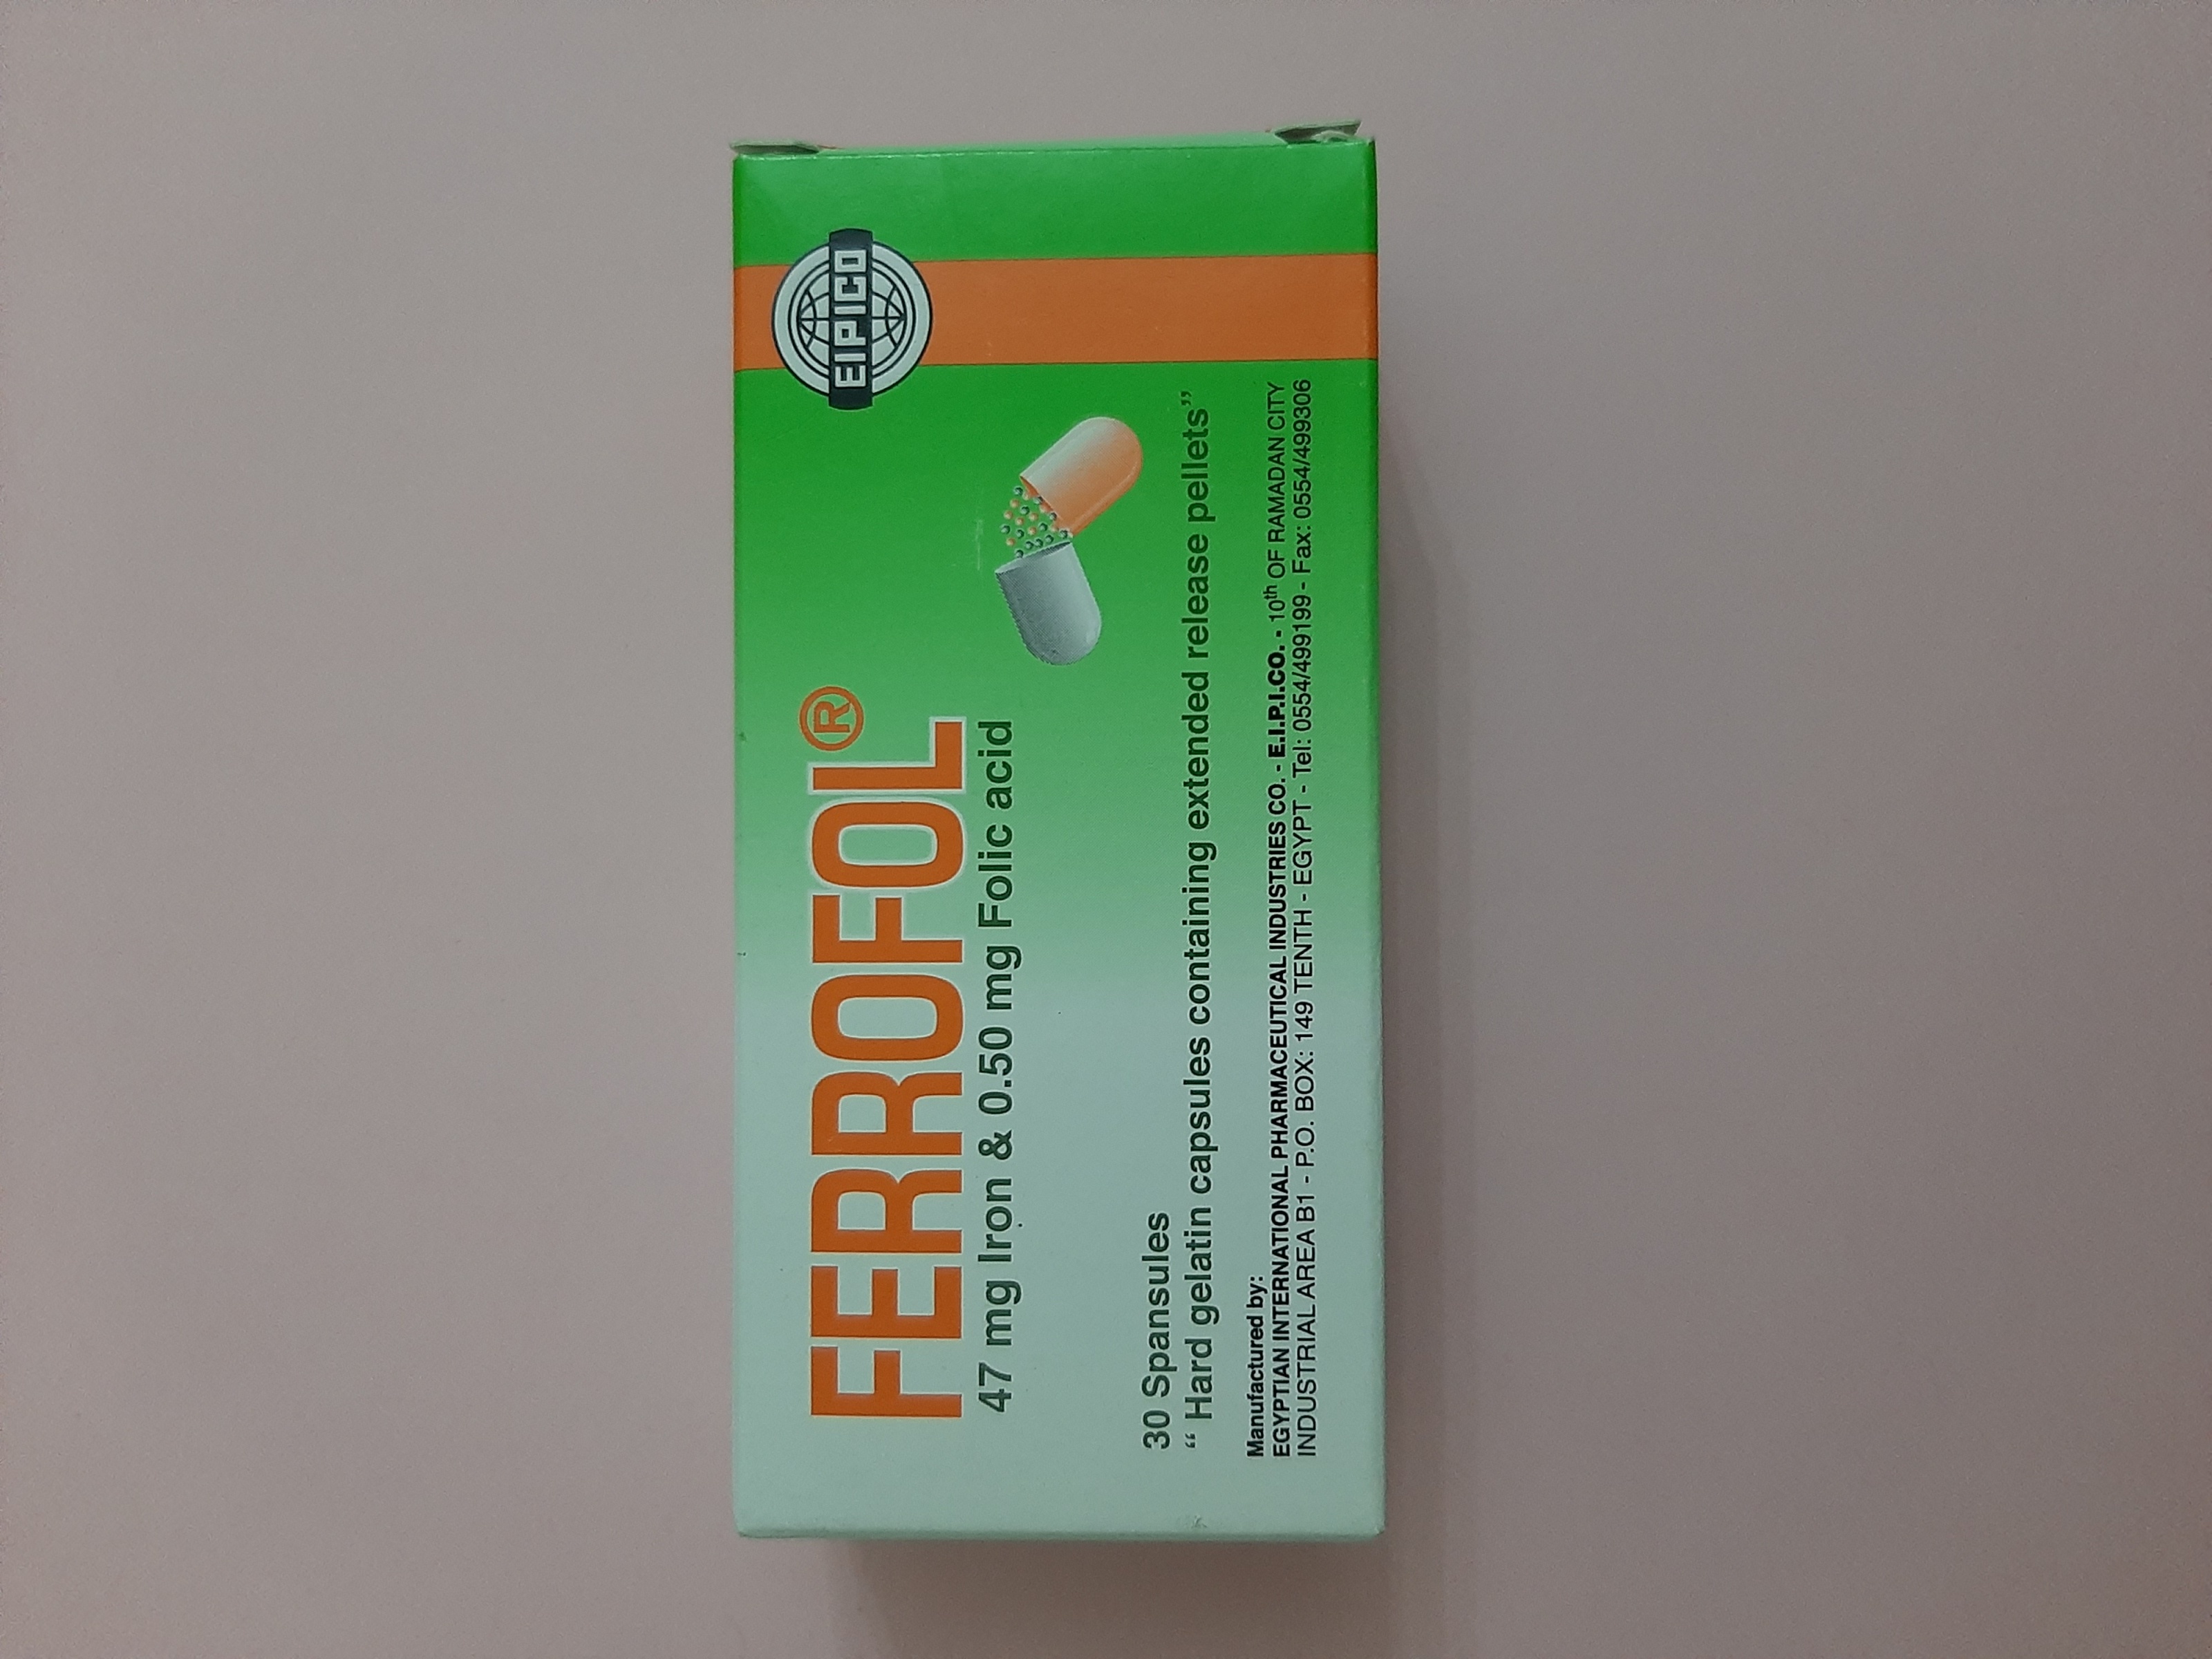 EIPICO
FERROFOL®
47 mg Iron & 0.50 mg Folic acid
30 Spansules
“ Hard gelatin capsules containing extended release pellets”
Manufactured by:
EGYPTIAN INTERNATIONAL PHARMACEUTICAL INDUSTRIES CO. - E.I.P.I.CO. - 10th OF RAMADAN CITY
INDUSTRIAL AREA B1 - P.O. BOX: 149 TENTH - EGYPT - Tel: 0554/499199 - Fax: 0554/499306